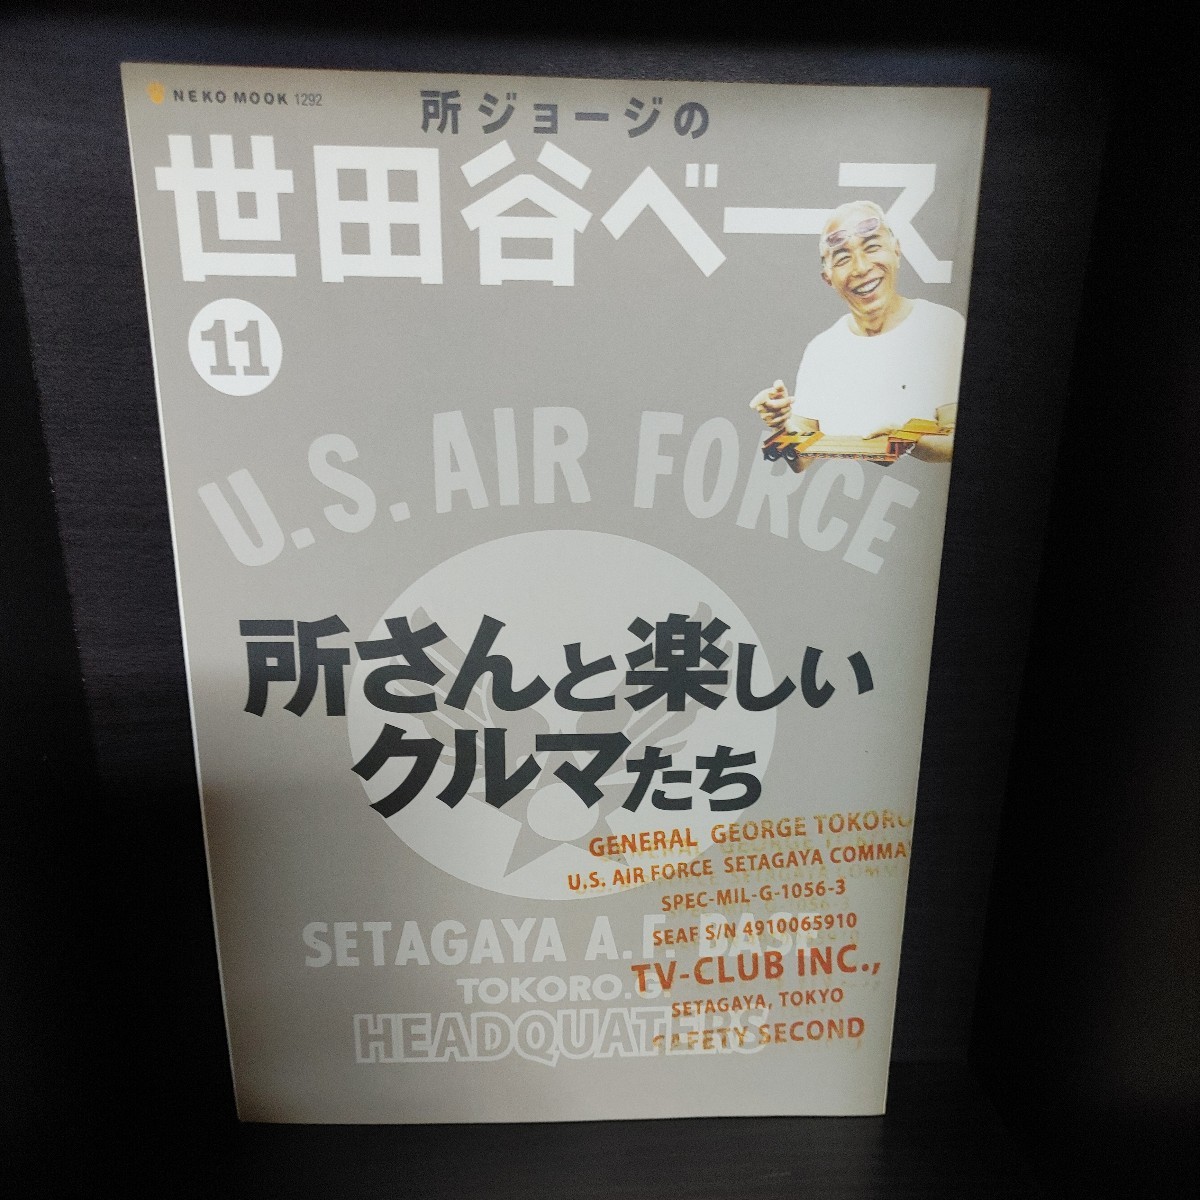 NEKO MOOK 1292
所ジョージの
世田谷ベース
11
U.S. AIR FORCE
所さんと楽しい
クルマたち
GENERAL GEORGE TOKORO
U.S. AIR FORCE SETAGAYA COMMA
SPEC-MIL-G-1056-3
SEAF S/N 4910065910
SETAGAYA A.F. BASE
TV-CLUB INC.,
TOKORO.G.
SETAGAYA, TOKYO
HEADQUATERS
SAFETY SECOND